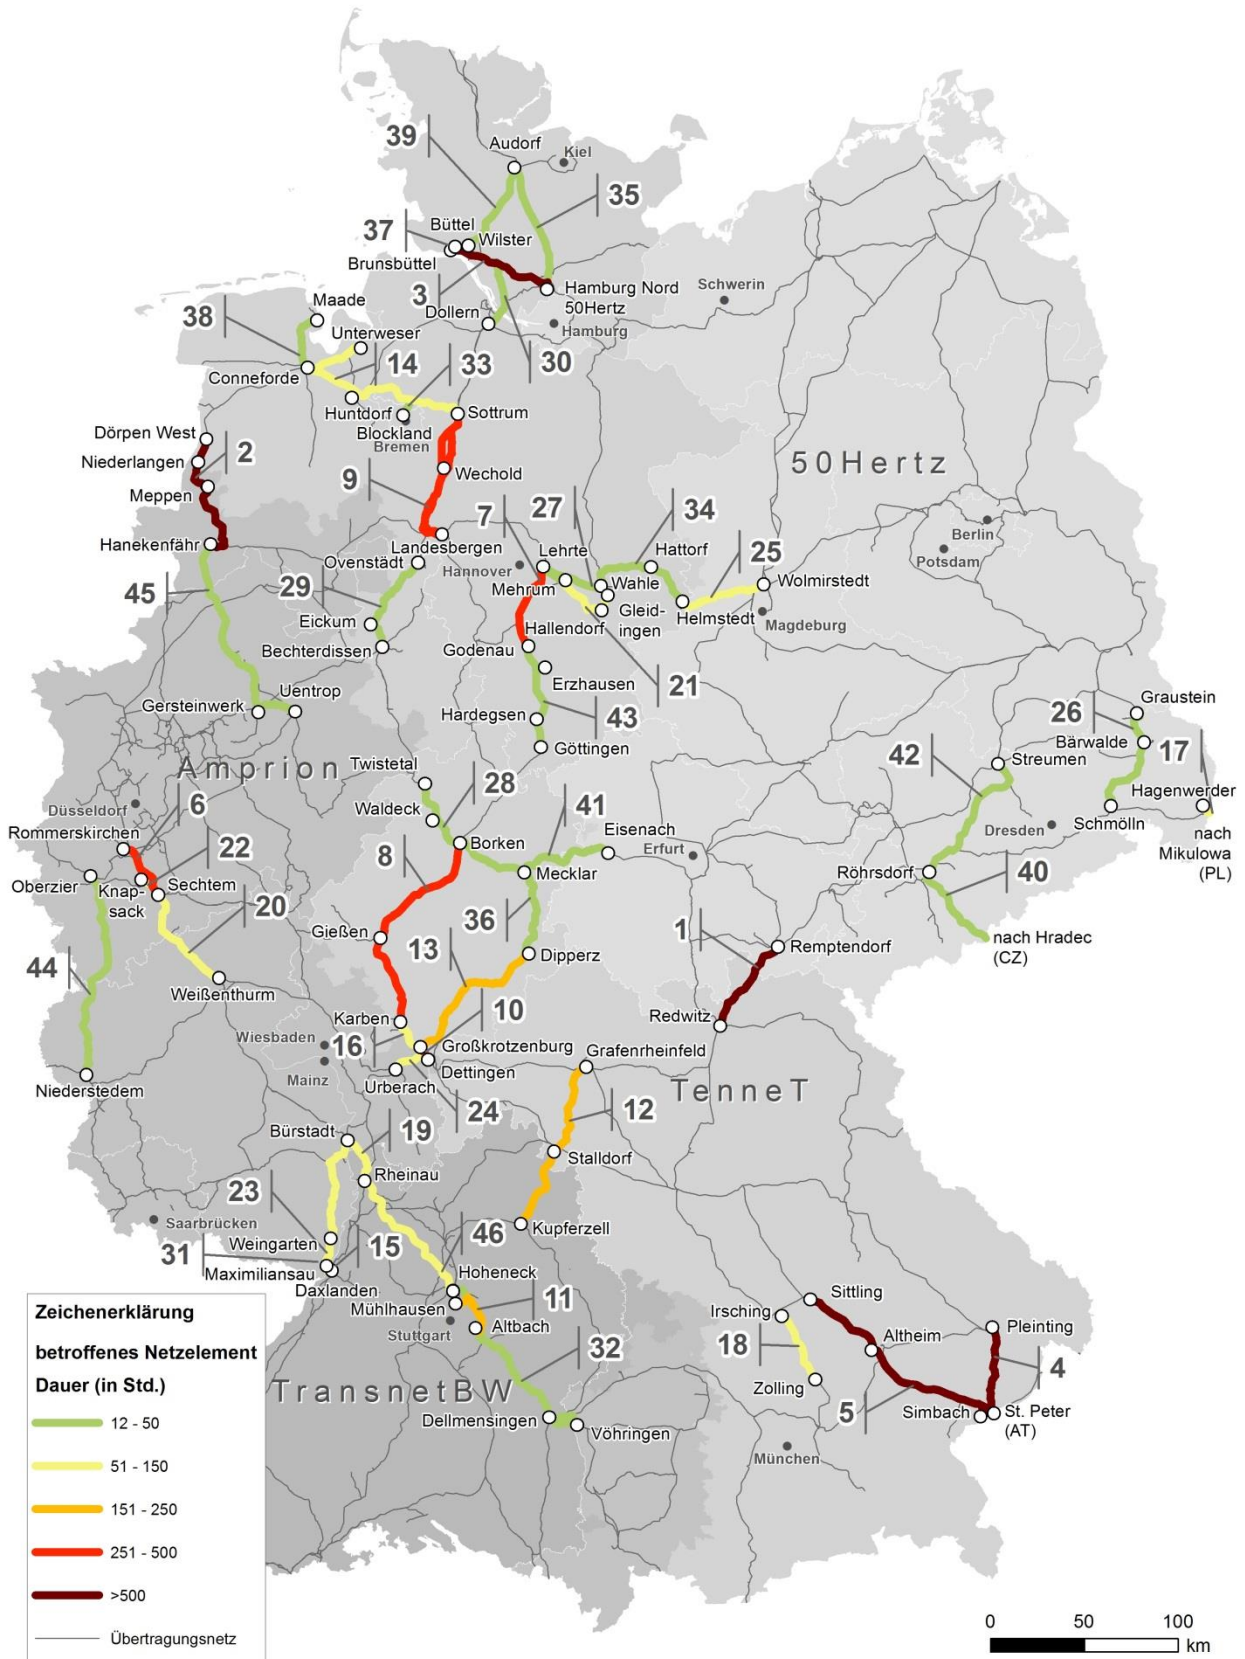 39
Audorf
Kiel
35
37
Büttel
Wilster
Brunsbüttel
3
Hamburg Nord
50Hertz
Schwerin
Maade
Dollern
Hamburg
38
Unterweser
14
33
30
Conneforde
Huntdorf
Blockland
Bremen
Sottrum
Dörpen West
2
Niederlangen
9
Wechold
50Hertz
Meppen
7
27
34
Berlin
Hanekenfähr
Landesbergen
Lehrte
Hattorf
25
Potsdam
Ovenstädt
Hannover
45
29
Mehrum
Wahle
Wolmirstedt
Gleid-
ingen
Helmstedt
Magdeburg
Eickum
Hallendorf
Bechterdissen
Godenau
Erzhausen
21
Uentrop
Gersteinwerk
Hardegsen
43
Graustein
26
Göttingen
Bärwalde
17
Amprion
Twistetal
28
42
Streumen
Düsseldorf
6
Waldeck
41
Hagenwerder
Rommerskirchen
22
8
Borken
Eisenach
Erfurt
Dresden
Schmölln
nach
Mikulowa
(PL)
Oberzier
Knap-
sack
Sechtem
Mecklar
Röhrsdorf
40
20
36
Gießen
13
1
Remptendorf
nach Hradec
(CZ)
44
Dipperz
Weißenthurm
10
Redwitz
Karben
Wiesbaden
16
Großkrotzenburg
Grafenrheinfeld
Mainz
Dettingen
Niederstedem
Urberach
24
12
TenneT
Bürstadt
19
Stalldorf
Rheinau
23
Saarbrücken
Kupferzell
Weingarten
15
46
31
Maximiliansau
Daxlanden
Hoheneck
Sittling
Mühlhausen
11
Irsching
Pleinting
Stuttgart
Altbach
Altheim
32
18
4
TransnetBW
Zolling
5
Simbach
St. Peter
(AT)
Dellmensingen
Vöhringen
München
Zeichenerklärung
betroffenes Netzelement
Dauer (in Std.)
12 - 50
51 - 150
151 - 250
251 - 500
>500
Übertragungsnetz
0 50 100
km